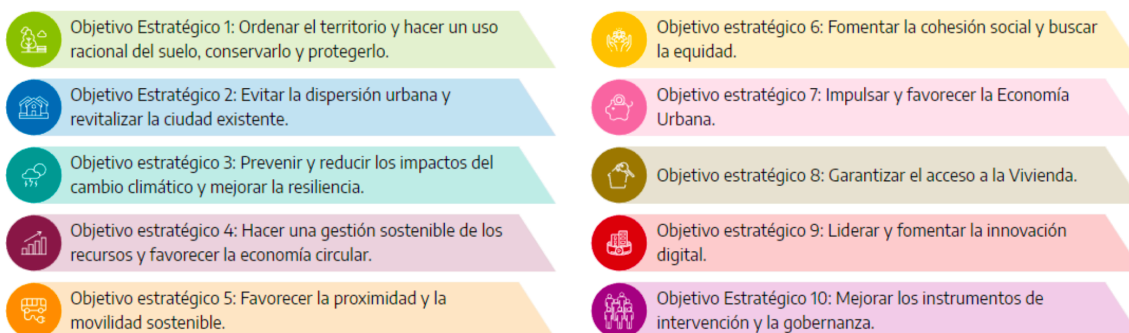 Objetivo Estratégico 1: Ordenar el territorio y hacer un uso
racional del suelo, conservarlo y protegerlo.
Objetivo Estratégico 2: Evitar la dispersión urbana y
revitalizar la ciudad existente.
Objetivo estratégico 3: Prevenir y reducir los impactos del
cambio climático y mejorar la resiliencia.
Objetivo estratégico 4: Hacer una gestión sostenible de los
recursos y favorecer la economía circular.
Objetivo estratégico 5: Favorecer la proximidad y la
movilidad sostenible.
Objetivo estratégico 6: Fomentar la cohesión social y buscar
la equidad.
Objetivo estratégico 7: Impulsar y favorecer la Economía
Urbana.
Objetivo estratégico 8: Garantizar el acceso a la Vivienda.
Objetivo estratégico 9: Liderar y fomentar la innovación
digital.
Objetivo Estratégico 10: Mejorar los instrumentos de
intervención y la gobernanza.